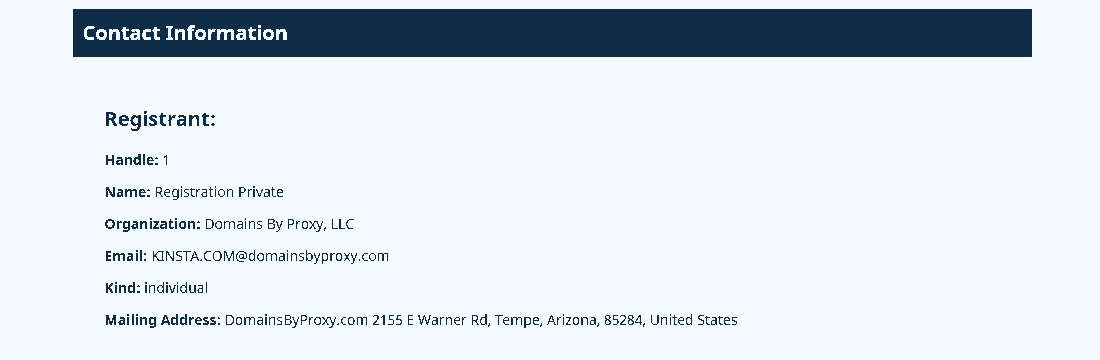 Contact Information
Registrant:
Handle: 1
Name: Registration Private
Organization: Domains By Proxy, LLC
Email: KINSTA.COM@domainsbyproxy.com
Kind: individual
Mailing Address: DomainsByProxy.com 2155 E Warner Rd, Tempe, Arizona, 85284, United States